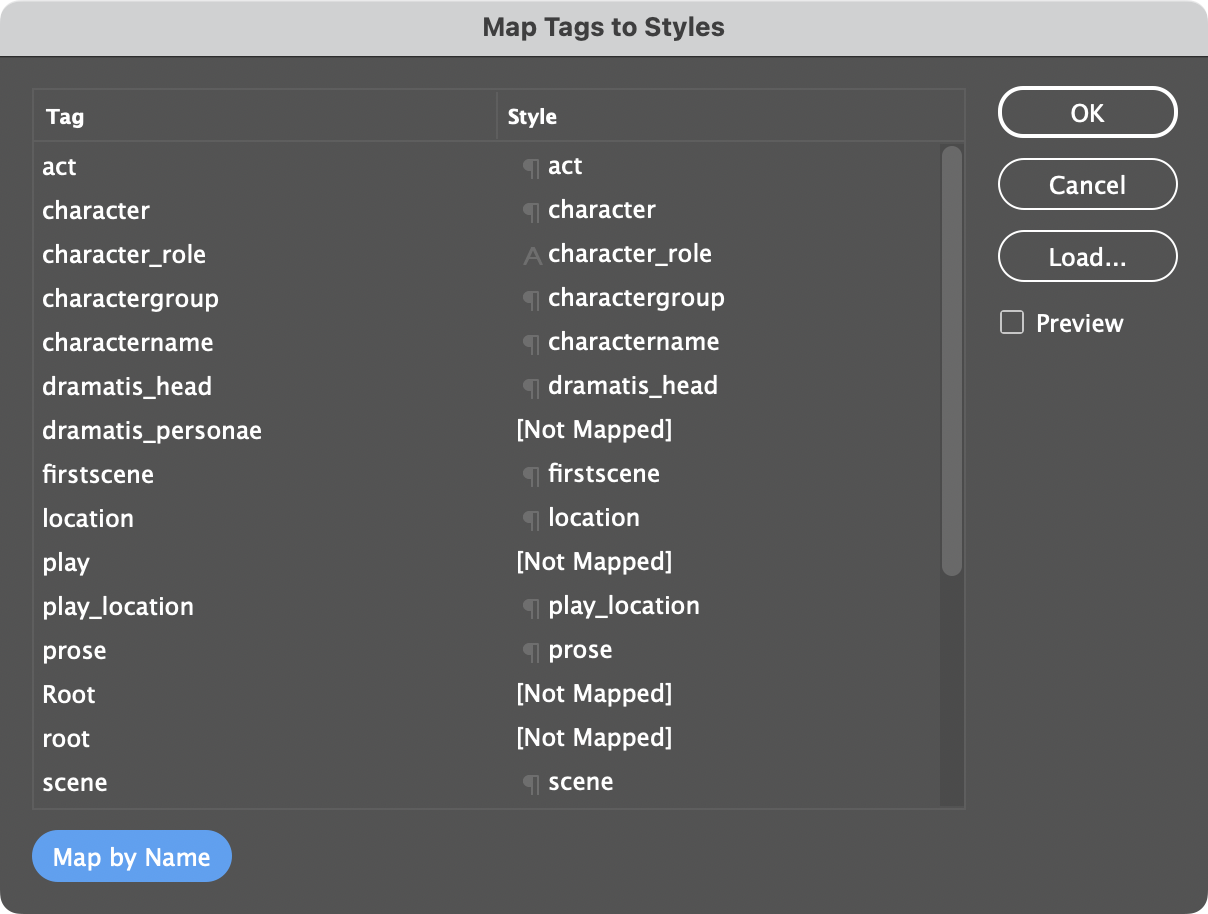 Map Tags to Styles
Tag Style
act ¶ act
character ¶ character
character_role A character_role
charactergroup ¶ charactergroup
charactername ¶ charactername
dramatis_head ¶ dramatis_head
dramatis_personae [Not Mapped]
firstscene ¶ firstscene
location ¶ location
play [Not Mapped]
play_location ¶ play_location
prose ¶ prose
Root [Not Mapped]
root [Not Mapped]
scene ¶ scene
OK
Cancel
Load...
Preview
Map by Name